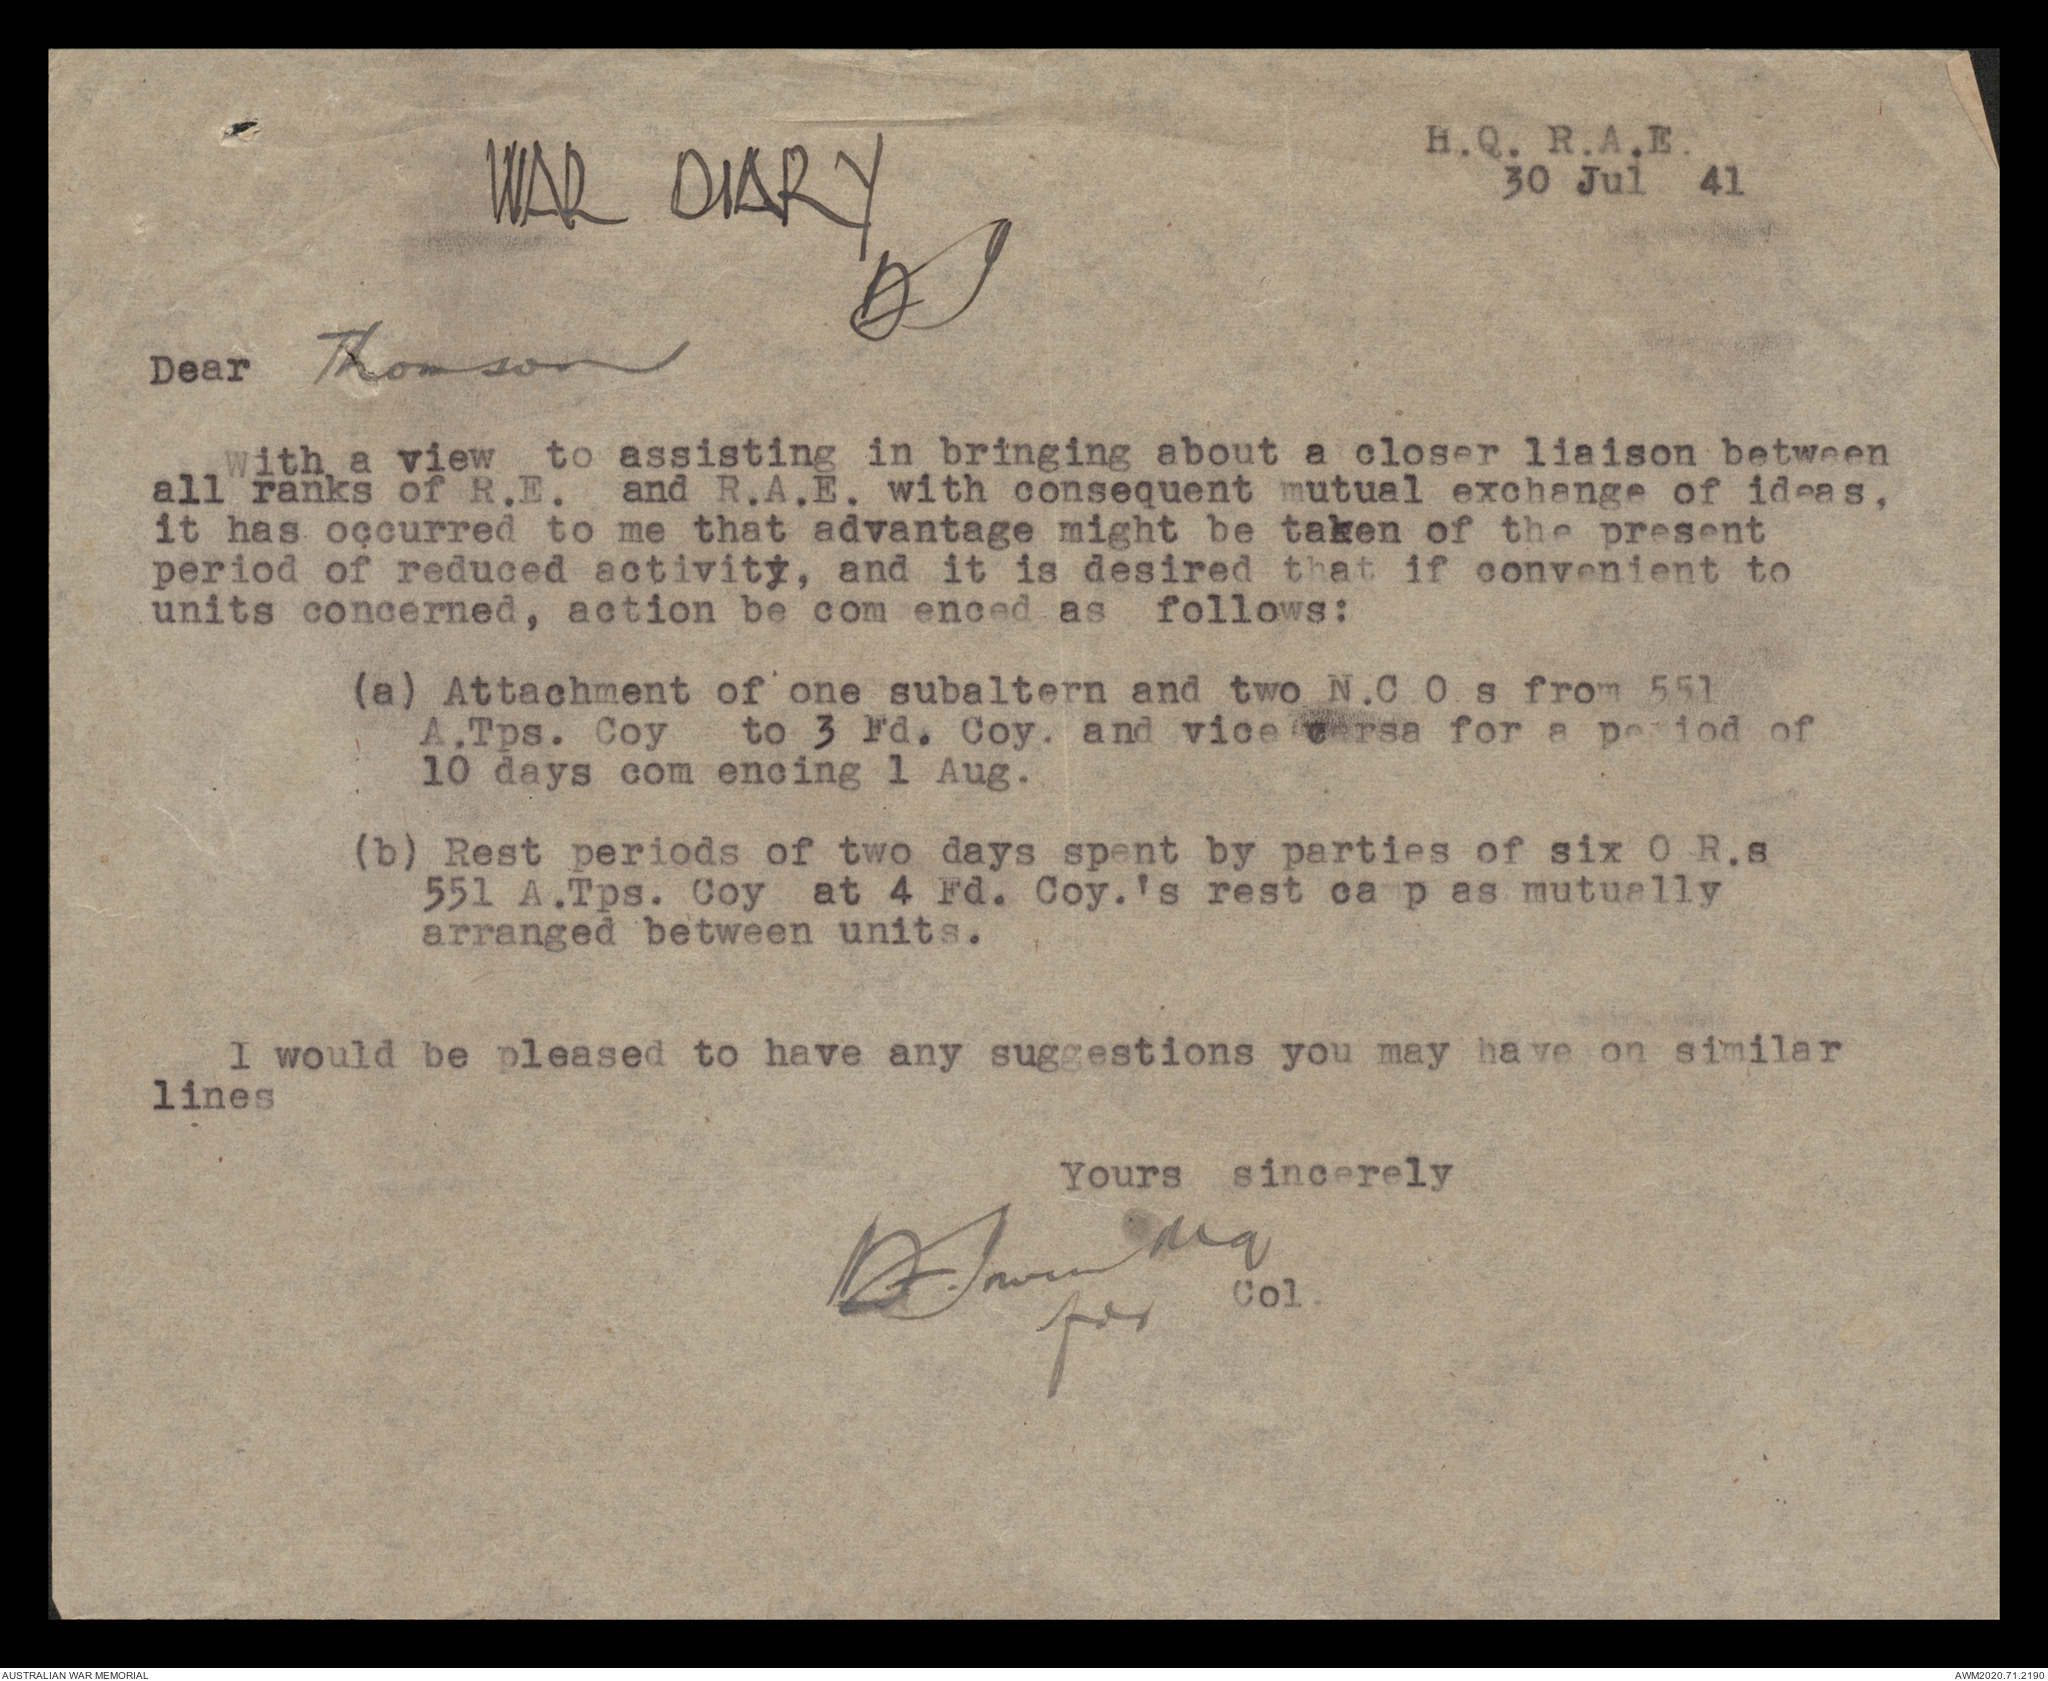 H.Q. R.A.E.
30 Jul 41
WAR DIARY
Dear Thomson
With a view to assisting in bringing about a closer liaison between
all ranks of R.E. and R.A.E. with consequent mutual exchange of ideas,
it has occurred to me that advantage might be taken of the present
period of reduced activity, and it is desired that if convenient to
units concerned, action be com enced as follows:
(a) Attachment of one subaltern and two N.C O s from 551
A.Tps. Coy to 3 Fd. Coy. and vice versa for a period of
10 days com encing 1 Aug.
(b) Rest periods of two days spent by parties of six O R.s
551 A.Tps. Coy at 4 Fd. Coy.'s rest ca p as mutually
arranged between units.
I would be pleased to have any suggestions you may have on similar
lines
Yours sincerely
for Col.
AUSTRALIAN WAR MEMORIAL
AWM2020.71.2190